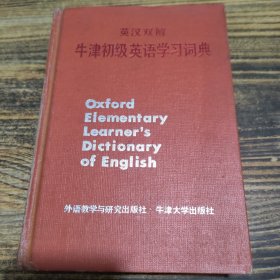 英汉双解
牛津初级英语学习词典
Oxford
Elementary
Learner's
Dictionary
of English
外语教学与研究出版社·牛津大学出版社